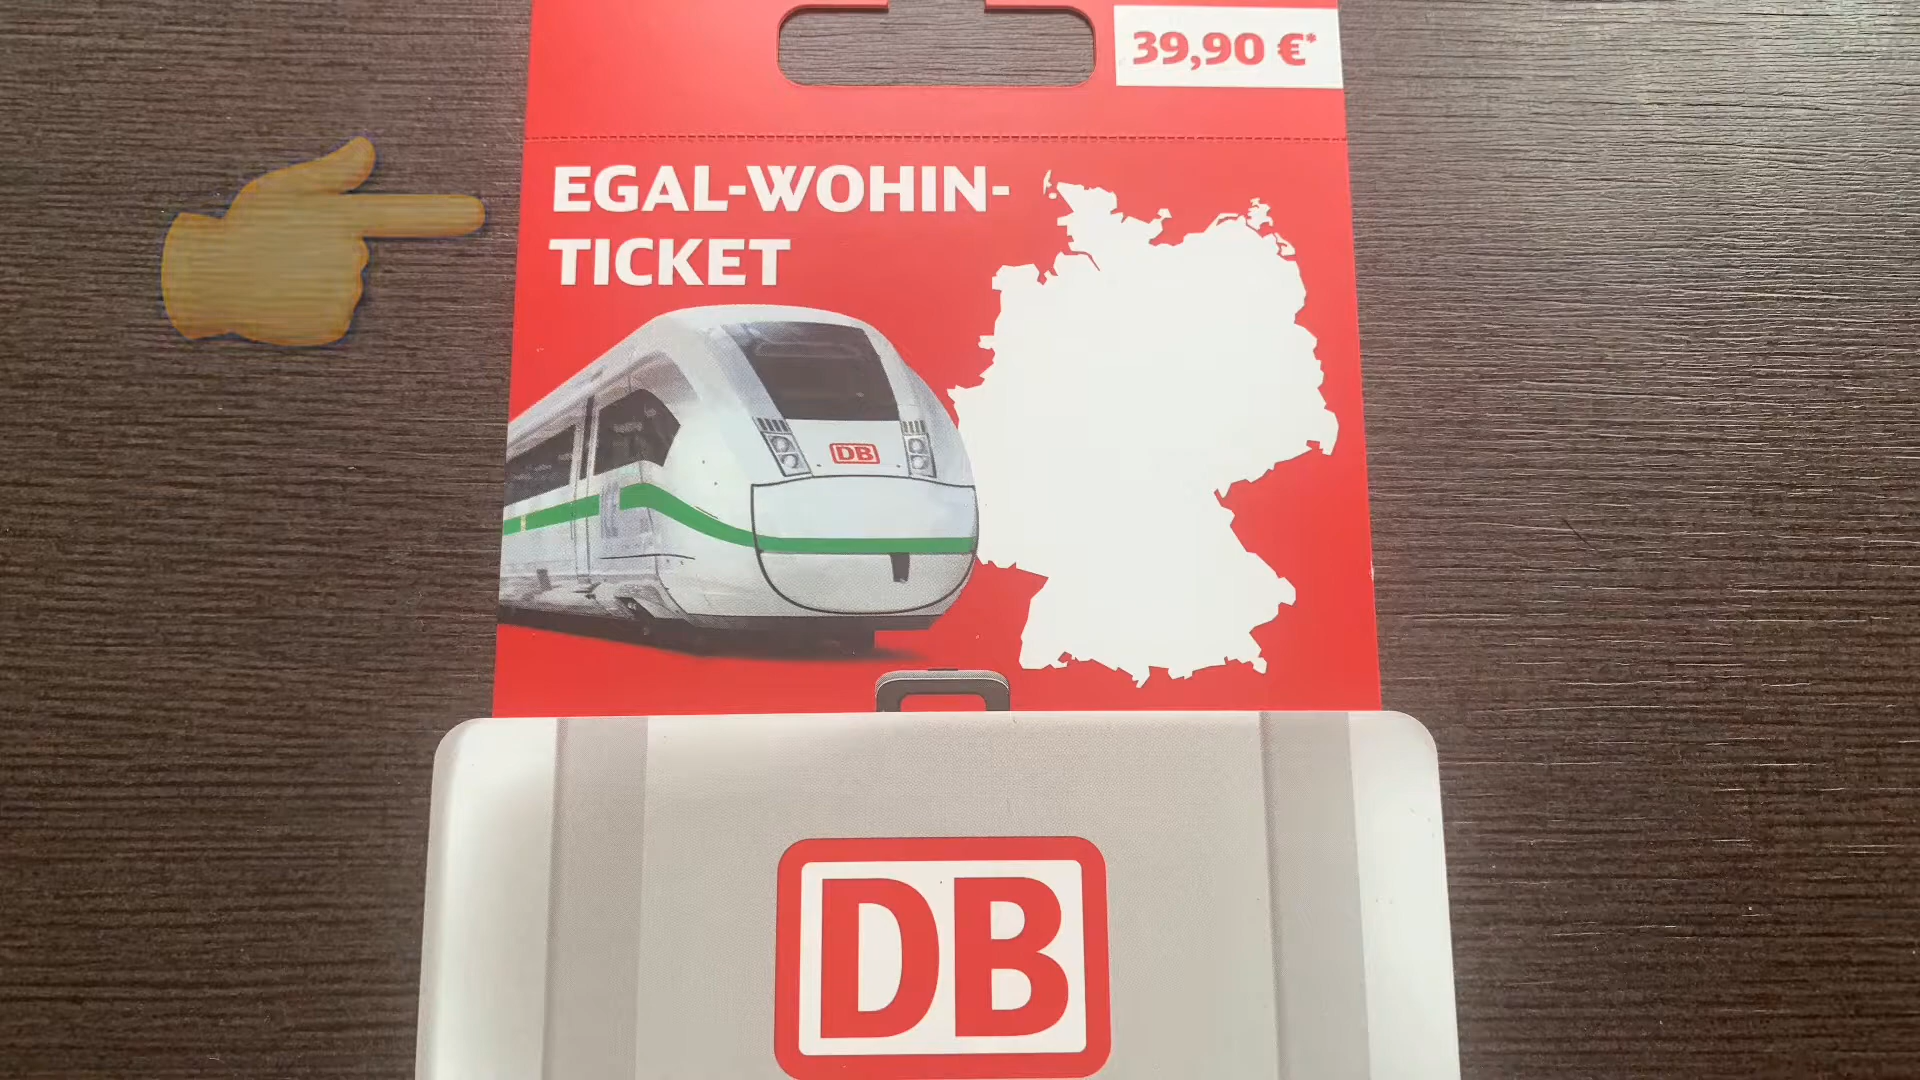 39,90 €*
EGAL-WOHIN-
TICKET
DB
DB